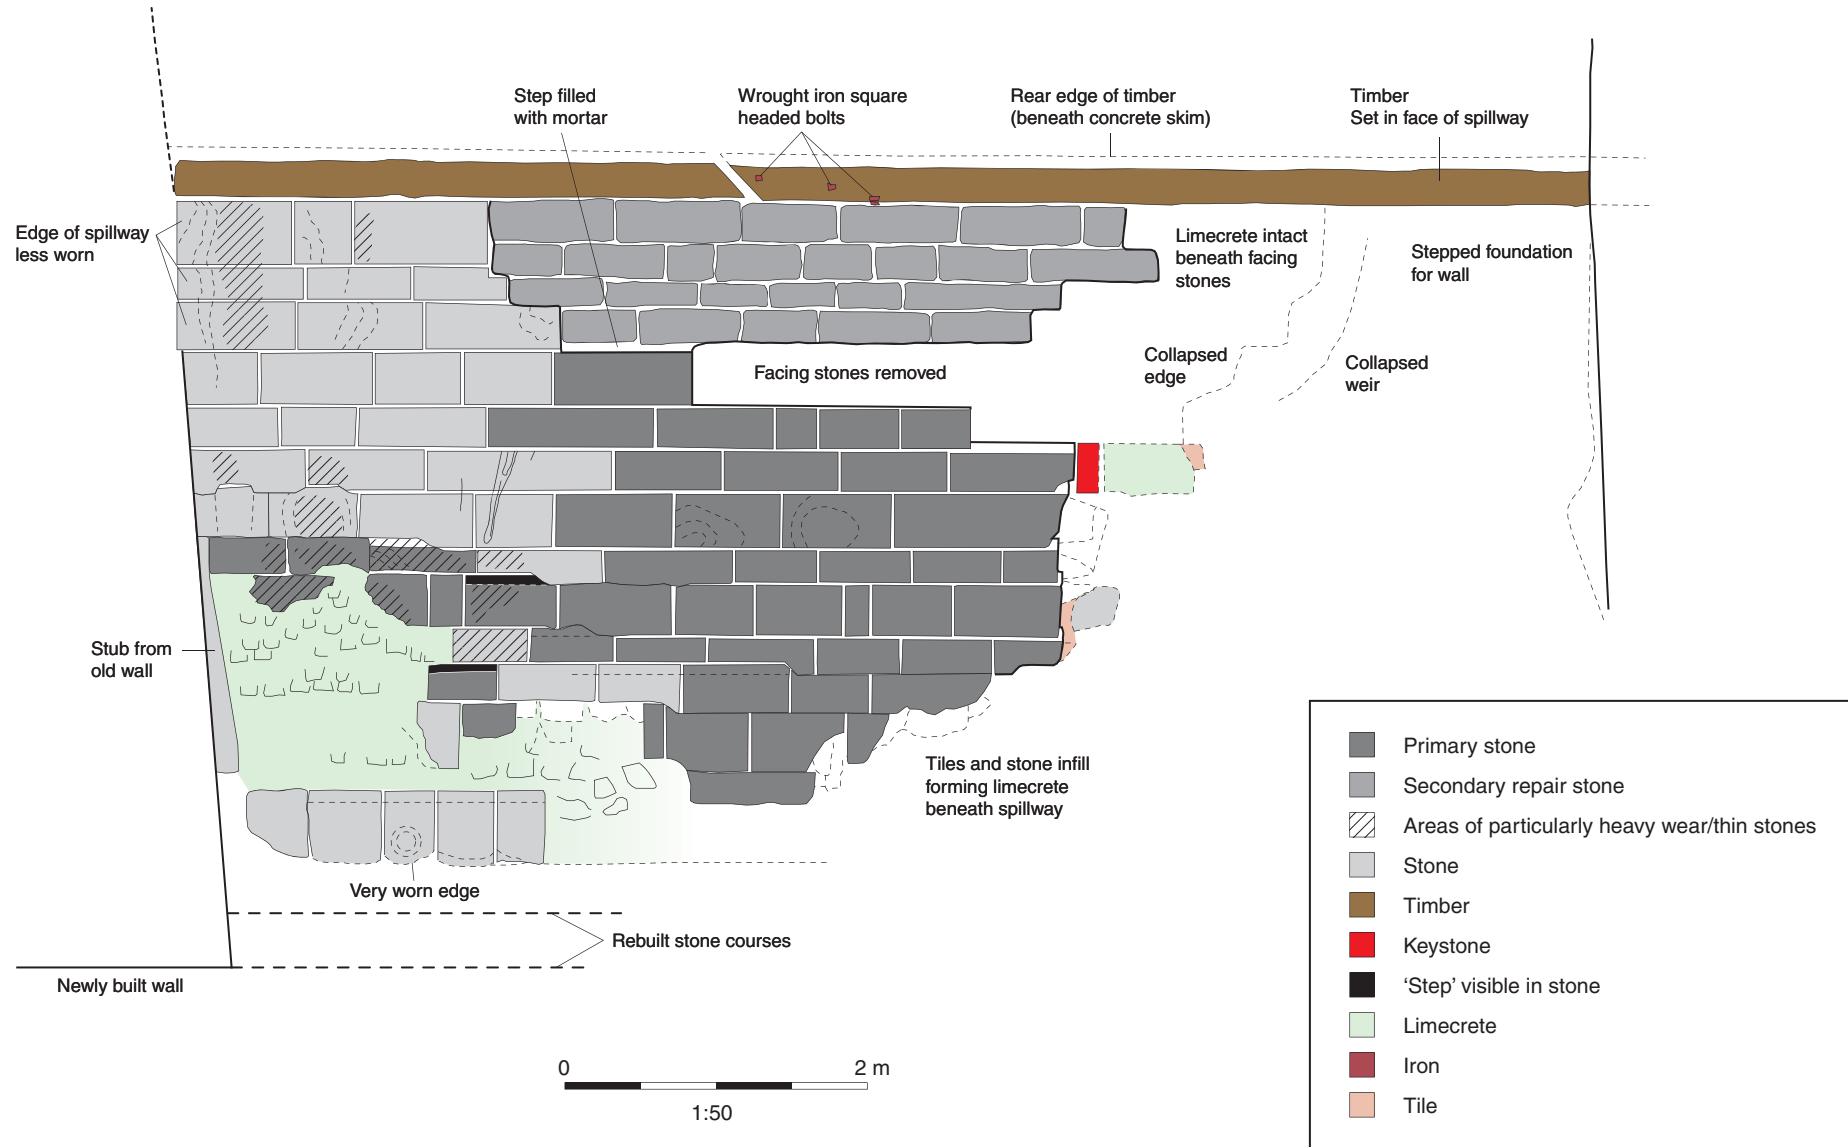 Step filled
with mortar
Wrought iron square
headed bolts
Rear edge of timber
(beneath concrete skim)
Timber
Set in face of spillway
Edge of spillway
less worn
Limecrete intact
beneath facing
stones
Stepped foundation
for wall
Facing stones removed
Collapsed
edge
Collapsed
weir
Stub from
old wall
Tiles and stone infill
forming limecrete
beneath spillway
Very worn edge
Rebuilt stone courses
Newly built wall
0
2 m
1:50
Primary stone
Secondary repair stone
Areas of particularly heavy wear/thin stones
Stone
Timber
Keystone
‘Step’ visible in stone
Limecrete
Iron
Tile